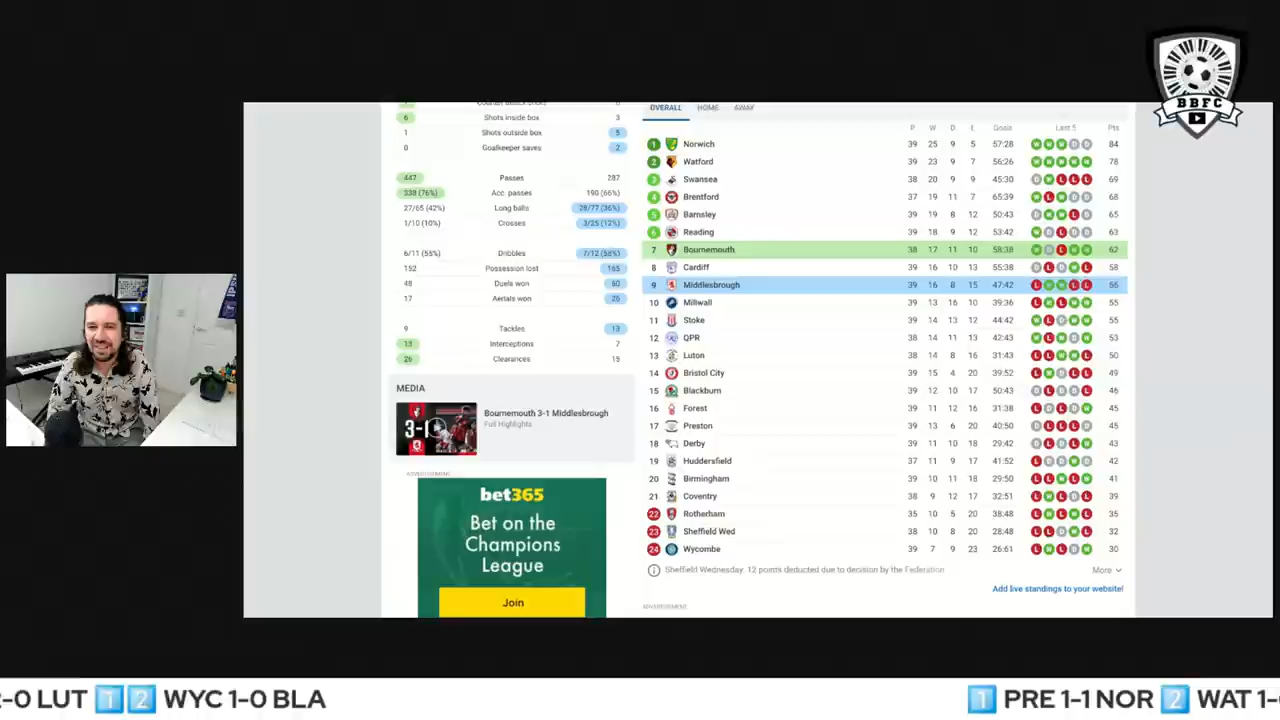 BBFC
6 Shots inside box 3
1 Shots outside box 5
0 Goalkeeper saves 2
447 Passes 287
338 (76%) Acc. passes 190 (66%)
27/65 (42%) Long balls 28/77 (36%)
1/10 (10%) Crosses 3/25 (12%)
6/11 (55%) Dribbles 7/12 (58%)
152 Possession lost 165
48 Duels won 60
17 Aerials won 26
9 Tackles 13
13 Interceptions 7
26 Clearances 15
MEDIA
3-1
Bournemouth 3-1 Middlesbrough
Full Highlights
ADVERTISEMENT
bet365
Bet on the
Champions
League
Join
OVERALL HOME AWAY
P W D L Goals Last 5 Pts
1 Norwich 39 25 9 5 57:28 W W W D D 84
2 Watford 39 23 9 7 56:26 W W W W W 78
3 Swansea 38 20 9 9 45:30 D W L L L 69
4 Brentford 37 19 11 7 65:39 W L W D D 68
5 Barnsley 39 19 8 12 50:43 D W W L D 65
6 Reading 39 18 9 12 53:42 W D L D D 63
7 Bournemouth 38 17 11 10 58:38 W D L W W 62
8 Cardiff 39 16 10 13 55:38 D L D W L 58
9 Middlesbrough 39 16 8 15 47:42 L W W L L 56
10 Millwall 39 13 16 10 39:36 W L L W W 55
11 Stoke 39 14 13 12 44:42 W L D W W 55
12 QPR 38 14 11 13 42:43 W L W D W 53
13 Luton 38 14 8 16 31:43 L L W W L 50
14 Bristol City 39 15 4 20 39:52 L W D L L 49
15 Blackburn 39 12 10 17 50:43 D L D D L 46
16 Forest 39 11 12 16 31:38 L D L D W 45
17 Preston 39 13 6 20 40:50 D L L L D 45
18 Derby 39 11 10 18 29:42 D L D L W 43
19 Huddersfield 37 11 9 17 41:52 L D D W D 42
20 Birmingham 39 10 11 18 29:50 L L W L W 41
21 Coventry 38 9 12 17 32:51 L W L D L 39
22 Rotherham 35 10 5 20 38:48 L W L L W 35
23 Sheffield Wed 38 10 8 20 28:48 L L D W L 32
24 Wycombe 39 7 9 23 26:61 L W L D W 30
Sheffield Wednesday: 12 points deducted due to decision by the Federation
More
Add live standings to your website!
ADVERTISEMENT
-0 LUT 1 2 WYC 1-0 BLA 1 PRE 1-1 NOR 2 WAT 1-